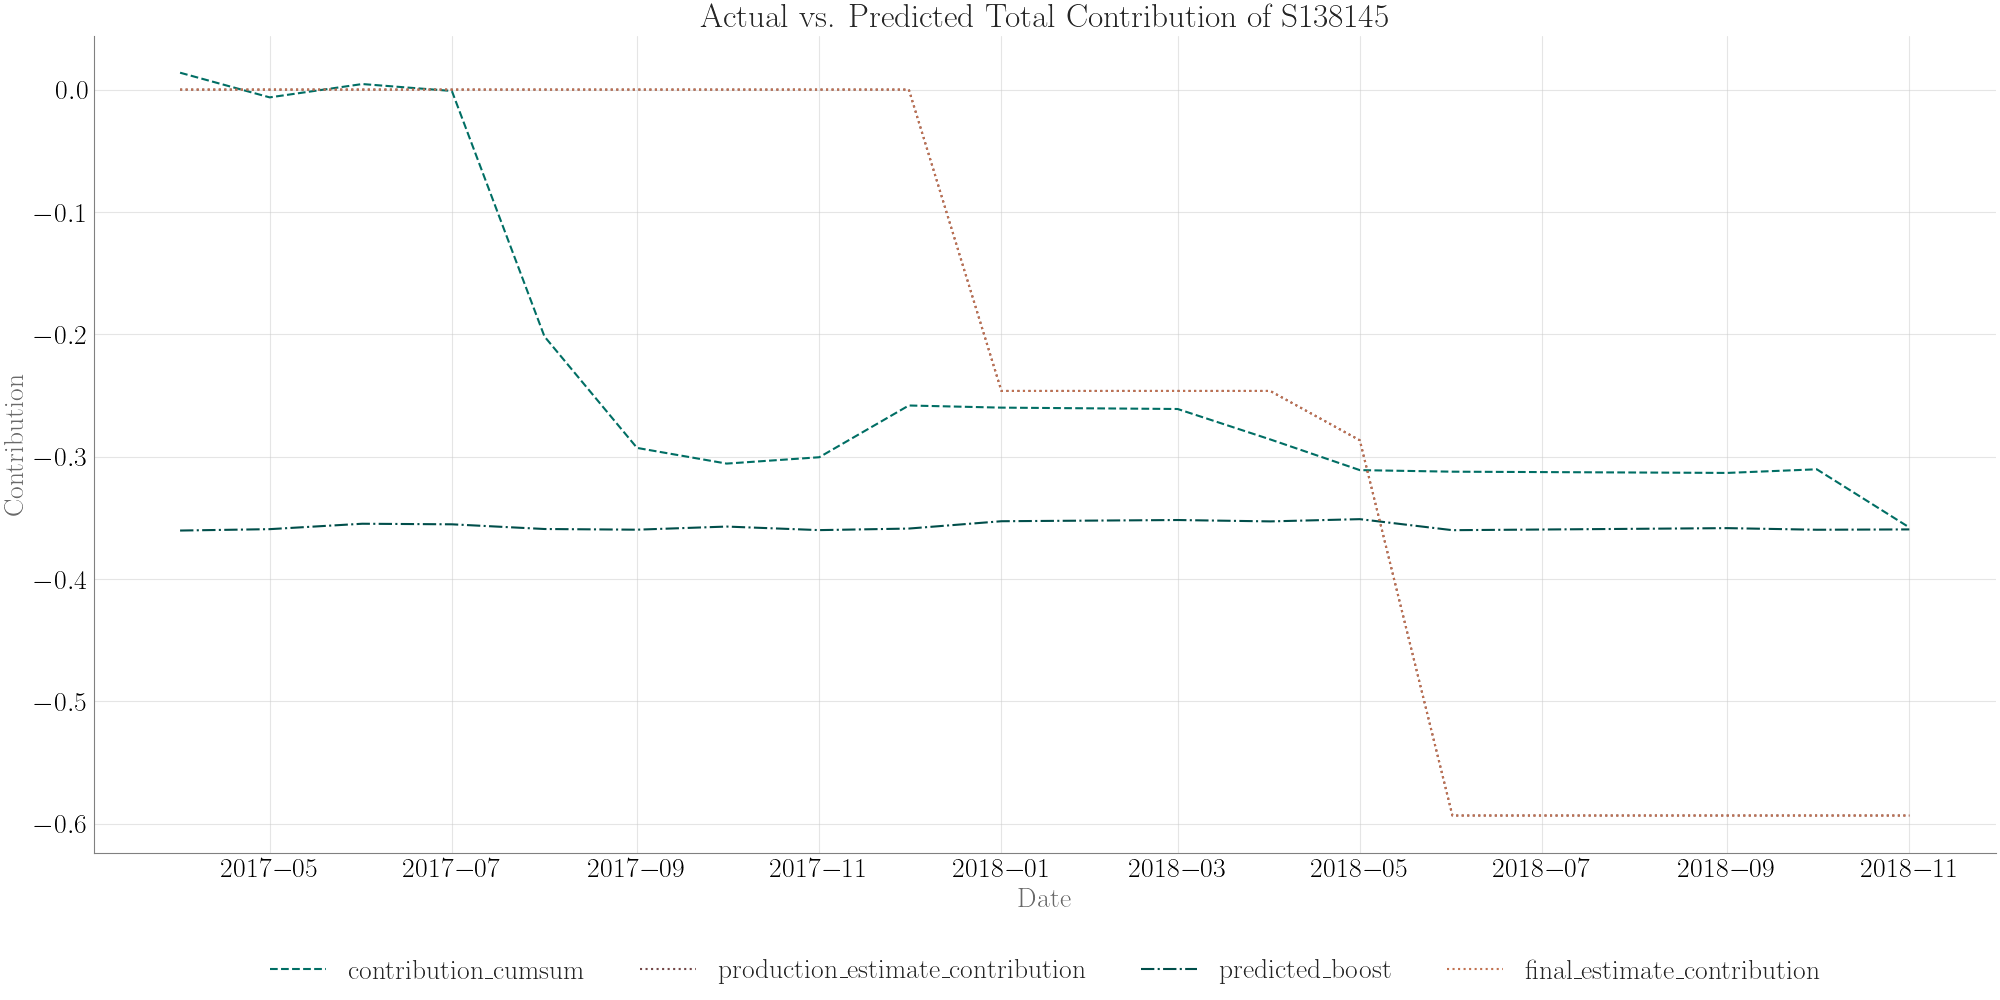 Actual vs. Predicted Total Contribution of S138145
0.0
−0.1
−0.2
−0.3
−0.4
−0.5
−0.6
Contribution
2017−05 2017−07 2017−09 2017−11 2018−01 2018−03 2018−05 2018−07 2018−09 2018−11
Date
contribution_cumsum production_estimate_contribution predicted_boost final_estimate_contribution